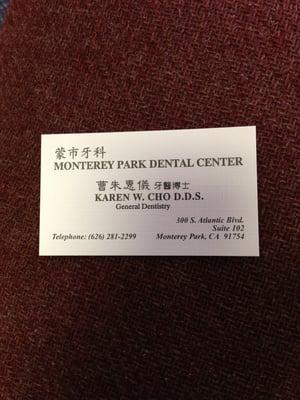 蒙市牙科
MONTEREY PARK DENTAL CENTER
曹朱惠儀 牙醫博士
KAREN W. CHO D.D.S.
General Dentistry
300 S. Atlantic Blvd.
Suite 102
Telephone: (626) 281-2299 Monterey Park, CA 91754